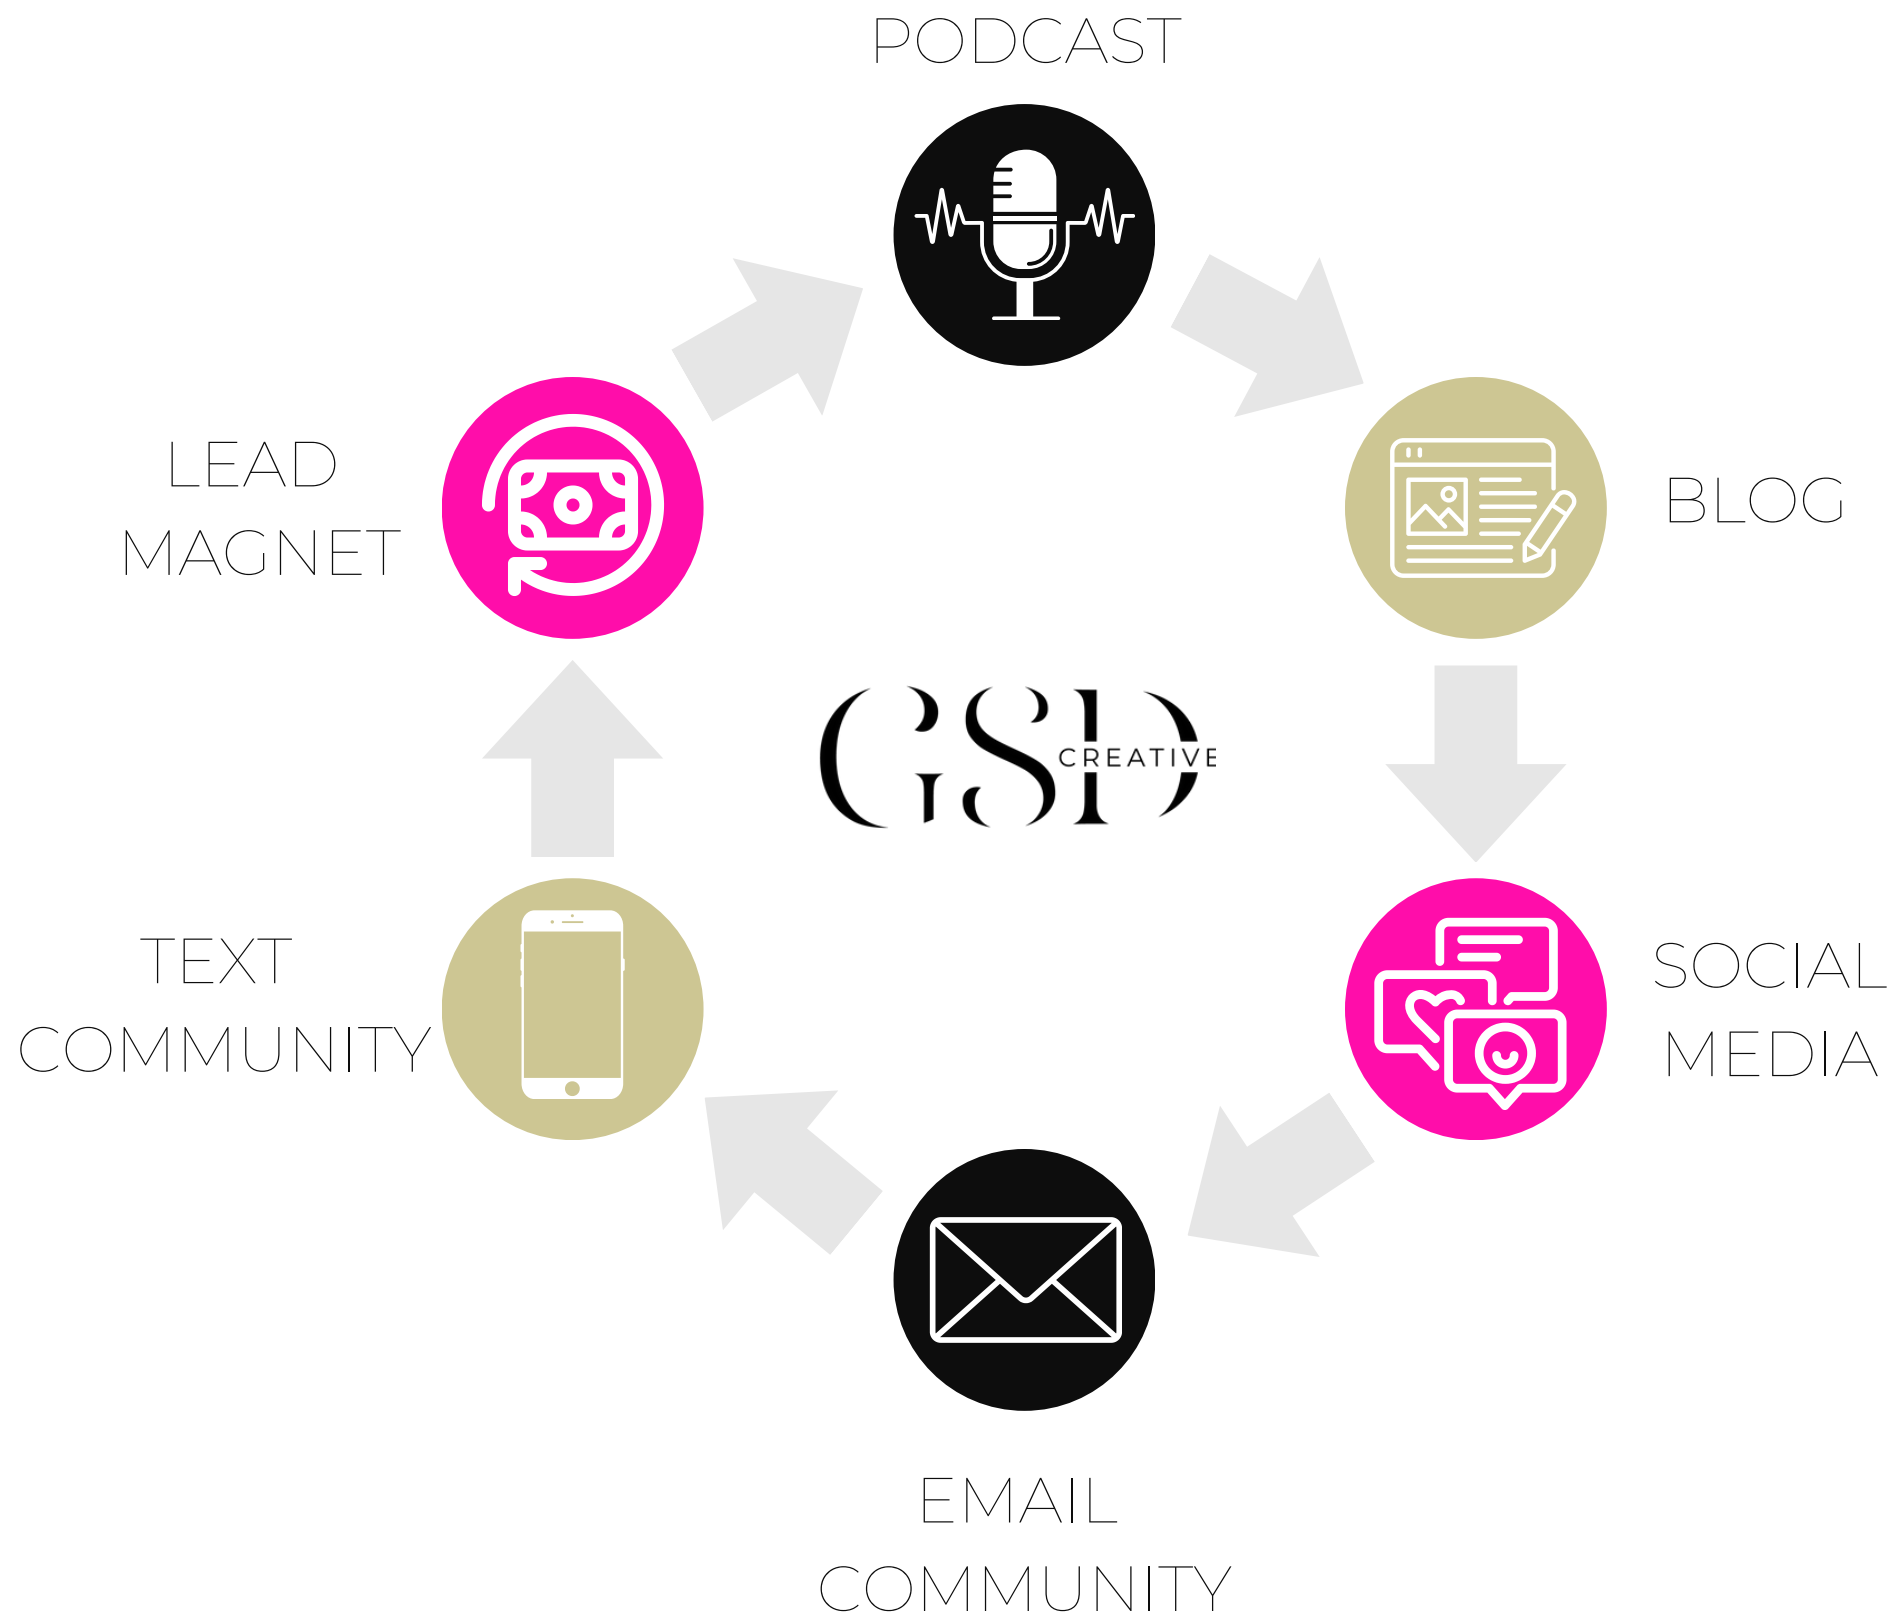 PODCAST
LEAD
MAGNET
BLOG
GSD
CREATIVE
TEXT
COMMUNITY
SOCIAL
MEDIA
EMAIL
COMMUNITY